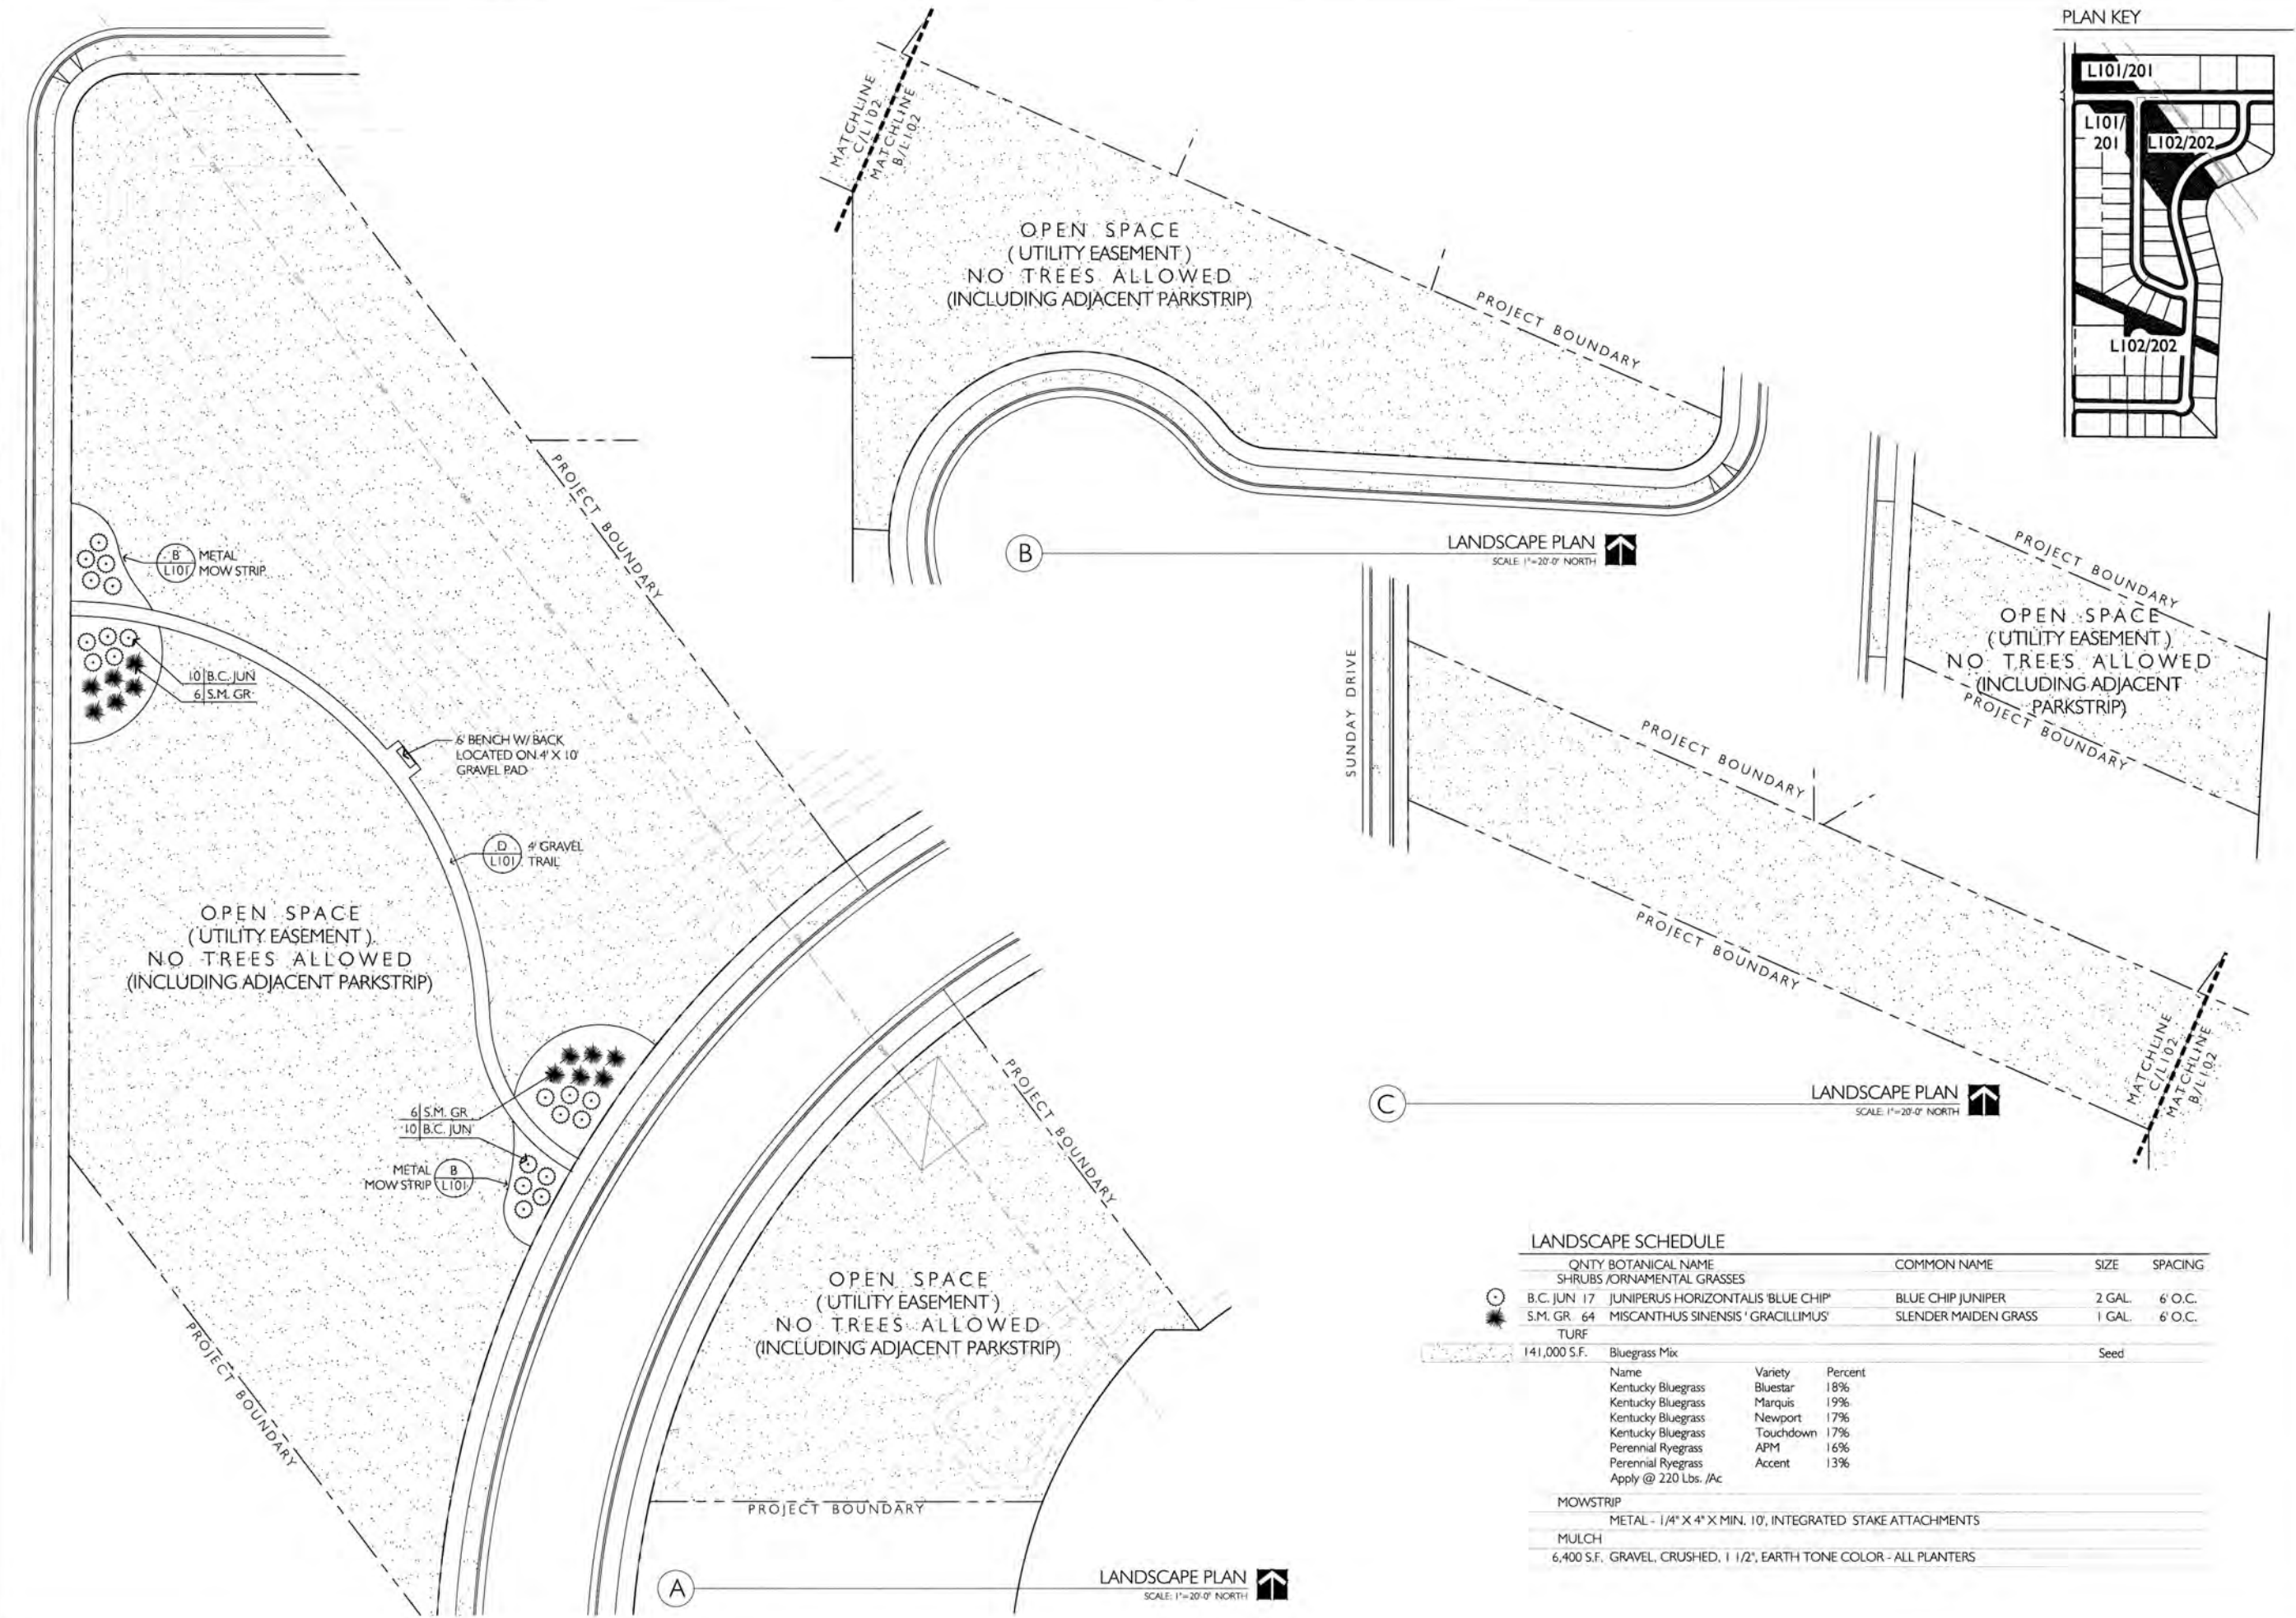 PLAN KEY
L101/201
L101/
201
L102/202
L102/202
MATCHLINE
C/L102
MATCHLINE
B/L102
OPEN SPACE
( UTILITY EASEMENT )
NO TREES ALLOWED
(INCLUDING ADJACENT PARKSTRIP)
PROJECT BOUNDARY
B
LANDSCAPE PLAN
SCALE: 1"=20'-0" NORTH
PROJECT BOUNDARY
B
L101
METAL
MOW STRIP
10 B.C. JUN
6 S.M. GR
6' BENCH W/ BACK
LOCATED ON 4' X 10'
GRAVEL PAD
D
L101
4' GRAVEL
TRAIL
OPEN SPACE
( UTILITY EASEMENT )
NO TREES ALLOWED
(INCLUDING ADJACENT PARKSTRIP)
6 S.M. GR
10 B.C. JUN
METAL
MOW STRIP
B
L101
PROJECT BOUNDARY
PROJECT BOUNDARY
OPEN SPACE
( UTILITY EASEMENT )
NO TREES ALLOWED
(INCLUDING ADJACENT PARKSTRIP)
PROJECT BOUNDARY
A
LANDSCAPE PLAN
SCALE: 1"=20'-0" NORTH
PROJECT BOUNDARY
OPEN SPACE
( UTILITY EASEMENT )
NO TREES ALLOWED
(INCLUDING ADJACENT
PARKSTRIP)
PROJECT BOUNDARY
SUNDAY DRIVE
PROJECT BOUNDARY
PROJECT BOUNDARY
MATCHLINE
C/L102
MATCHLINE
B/L102
C
LANDSCAPE PLAN
SCALE: 1"=20'-0" NORTH
LANDSCAPE SCHEDULE
QNTY BOTANICAL NAME COMMON NAME SIZE SPACING
SHRUBS /ORNAMENTAL GRASSES
B.C. JUN 17 JUNIPERUS HORIZONTALIS 'BLUE CHIP' BLUE CHIP JUNIPER 2 GAL. 6' O.C.
S.M. GR 64 MISCANTHUS SINENSIS ' GRACILLIMUS' SLENDER MAIDEN GRASS 1 GAL. 6' O.C.
TURF
141,000 S.F. Bluegrass Mix Seed
Name Variety Percent
Kentucky Bluegrass Bluestar 18%
Kentucky Bluegrass Marquis 19%
Kentucky Bluegrass Newport 17%
Kentucky Bluegrass Touchdown 17%
Perennial Ryegrass APM 16%
Perennial Ryegrass Accent 13%
Apply @ 220 Lbs. /Ac
MOWSTRIP
METAL - 1/4" X 4" X MIN. 10', INTEGRATED STAKE ATTACHMENTS
MULCH
6,400 S.F. GRAVEL, CRUSHED, 1 1/2", EARTH TONE COLOR - ALL PLANTERS